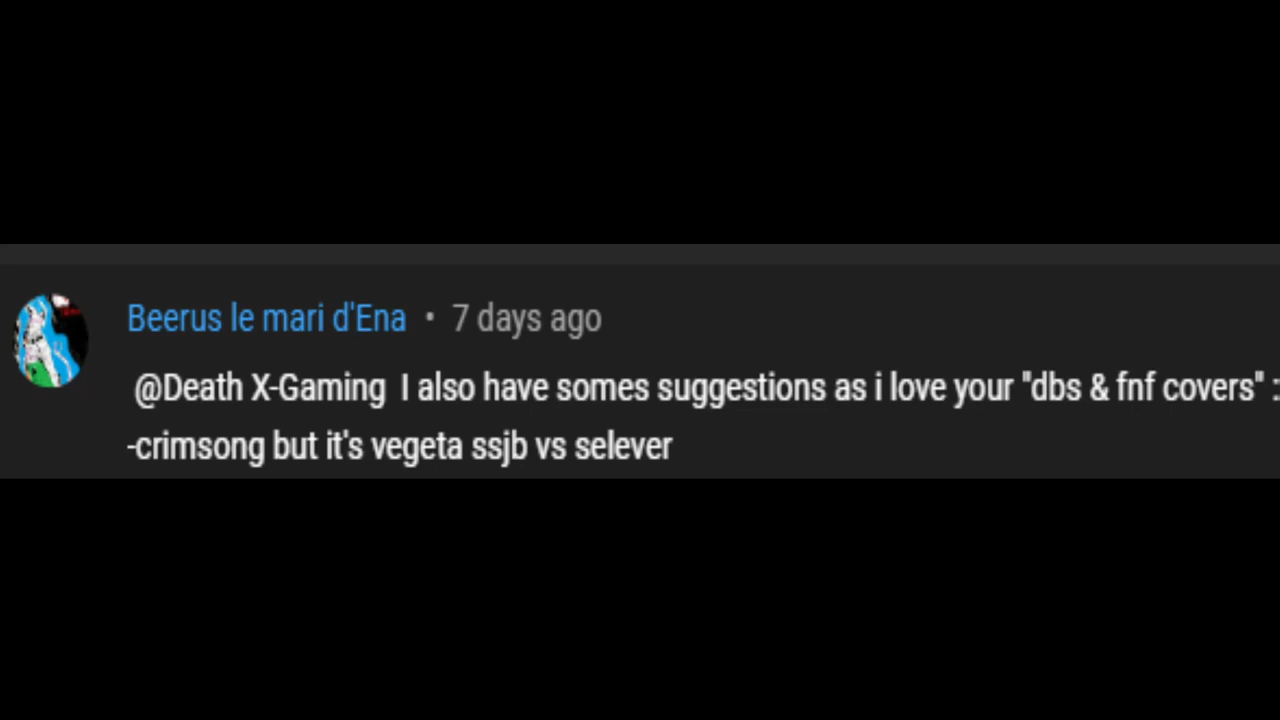 Beerus le mari d'Ena • 7 days ago
@Death X-Gaming I also have somes suggestions as i love your "dbs & fnf covers" :
-crimsong but it's vegeta ssjb vs selever